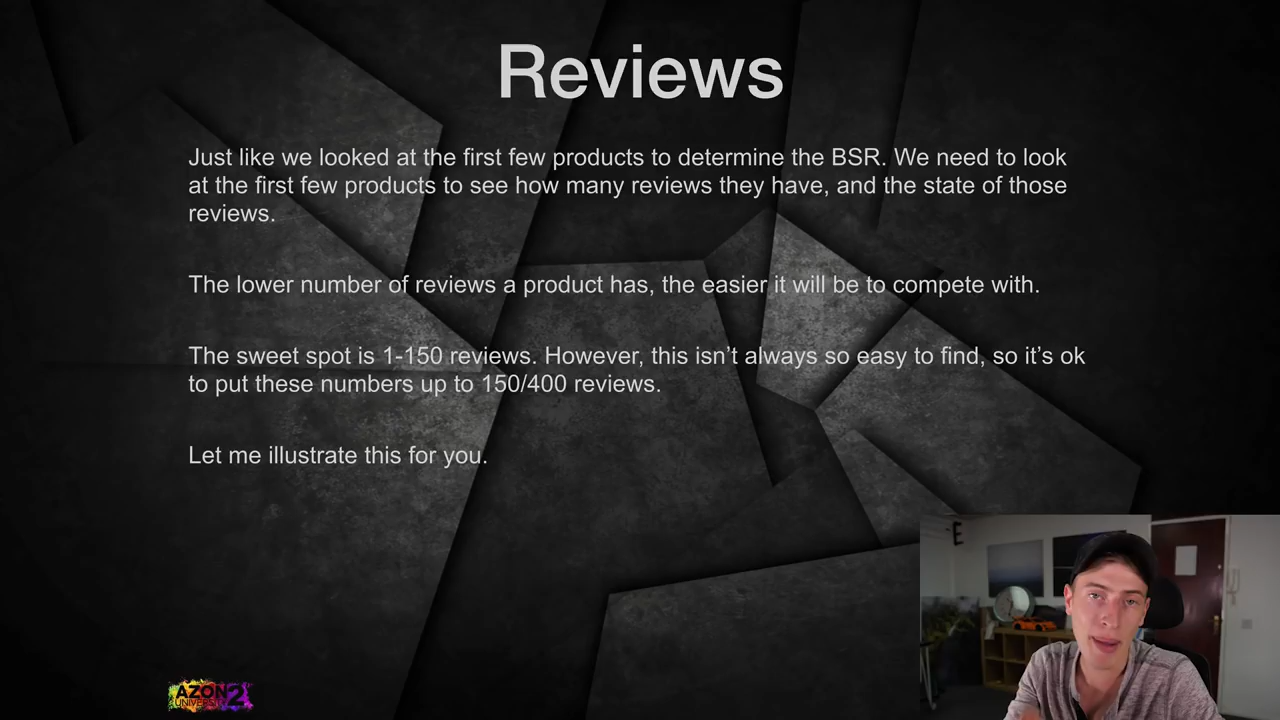 Reviews
Just like we looked at the first few products to determine the BSR. We need to look
at the first few products to see how many reviews they have, and the state of those
reviews.
The lower number of reviews a product has, the easier it will be to compete with.
The sweet spot is 1-150 reviews. However, this isn’t always so easy to find, so it’s ok
to put these numbers up to 150/400 reviews.
Let me illustrate this for you.
E
AZON 2
UNIVERSITY